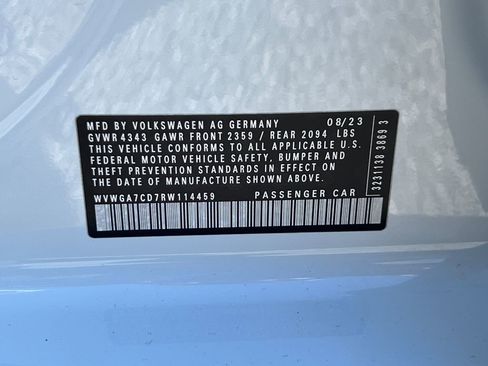 MFD BY VOLKSWAGEN AG GERMANY 08/23
GVWR 4343 GAWR FRONT 2359 / REAR 2094 LBS
THIS VEHICLE CONFORMS TO ALL APPLICABLE U.S.
FEDERAL MOTOR VEHICLE SAFETY, BUMPER AND
THEFT PREVENTION STANDARDS IN EFFECT ON
THE DATE OF MANUFACTURE SHOWN ABOVE.
WVWGA7CD7RW114459 PASSENGER CAR
3231138 3869 3